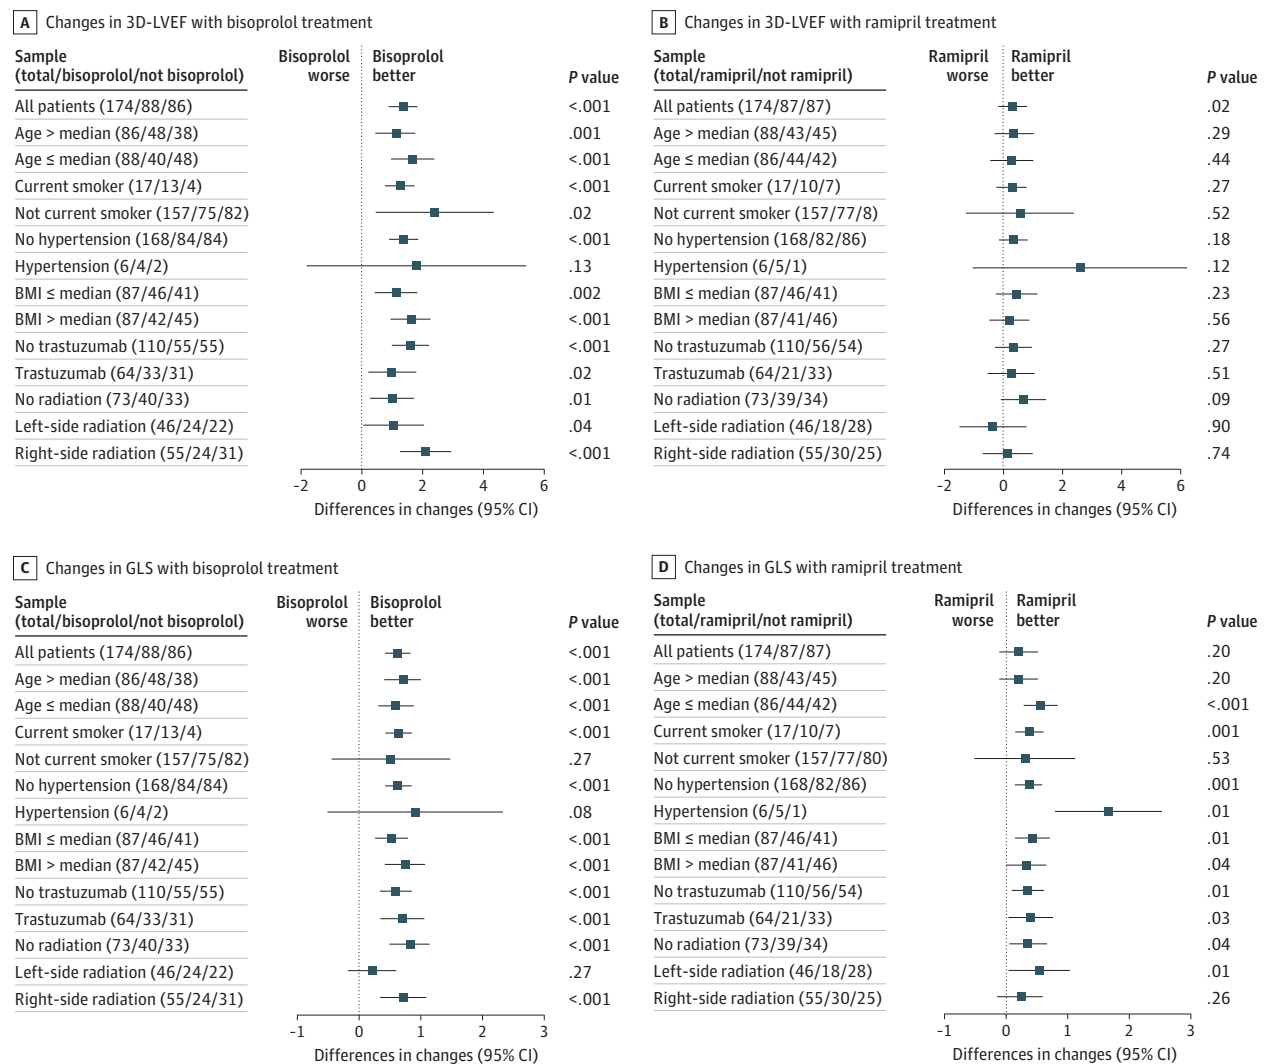 A Changes in 3D-LVEF with bisoprolol treatment
Sample
(total/bisoprolol/not bisoprolol)
Bisoprolol
worse
Bisoprolol
better
P value
All patients (174/88/86) <.001
Age > median (86/48/38) .001
Age ≤ median (88/40/48) <.001
Current smoker (17/13/4) <.001
Not current smoker (157/75/82) .02
No hypertension (168/84/84) <.001
Hypertension (6/4/2) .13
BMI ≤ median (87/46/41) .002
BMI > median (87/42/45) <.001
No trastuzumab (110/55/55) <.001
Trastuzumab (64/33/31) .02
No radiation (73/40/33) .01
Left-side radiation (46/24/22) .04
Right-side radiation (55/24/31) <.001
-2 0 2 4 6
Differences in changes (95% CI)
B Changes in 3D-LVEF with ramipril treatment
Sample
(total/ramipril/not ramipril)
Ramipril
worse
Ramipril
better
P value
All patients (174/87/87) .02
Age > median (88/43/45) .29
Age ≤ median (86/44/42) .44
Current smoker (17/10/7) .27
Not current smoker (157/77/8) .52
No hypertension (168/82/86) .18
Hypertension (6/5/1) .12
BMI ≤ median (87/46/41) .23
BMI > median (87/41/46) .56
No trastuzumab (110/56/54) .27
Trastuzumab (64/21/33) .51
No radiation (73/39/34) .09
Left-side radiation (46/18/28) .90
Right-side radiation (55/30/25) .74
-2 0 2 4 6
Differences in changes (95% CI)
C Changes in GLS with bisoprolol treatment
Sample
(total/bisoprolol/not bisoprolol)
Bisoprolol
worse
Bisoprolol
better
P value
All patients (174/88/86) <.001
Age > median (86/48/38) <.001
Age ≤ median (88/40/48) <.001
Current smoker (17/13/4) <.001
Not current smoker (157/75/82) .27
No hypertension (168/84/84) <.001
Hypertension (6/4/2) .08
BMI ≤ median (87/46/41) <.001
BMI > median (87/42/45) <.001
No trastuzumab (110/55/55) <.001
Trastuzumab (64/33/31) <.001
No radiation (73/40/33) <.001
Left-side radiation (46/24/22) .27
Right-side radiation (55/24/31) <.001
-1 0 1 2 3
Differences in changes (95% CI)
D Changes in GLS with ramipril treatment
Sample
(total/ramipril/not ramipril)
Ramipril
worse
Ramipril
better
P value
All patients (174/87/87) .20
Age > median (88/43/45) .20
Age ≤ median (86/44/42) <.001
Current smoker (17/10/7) .001
Not current smoker (157/77/80) .53
No hypertension (168/82/86) .001
Hypertension (6/5/1) .01
BMI ≤ median (87/46/41) .01
BMI > median (87/41/46) .04
No trastuzumab (110/56/54) .01
Trastuzumab (64/21/33) .03
No radiation (73/39/34) .04
Left-side radiation (46/18/28) .01
Right-side radiation (55/30/25) .26
-1 0 1 2 3
Differences in changes (95% CI)